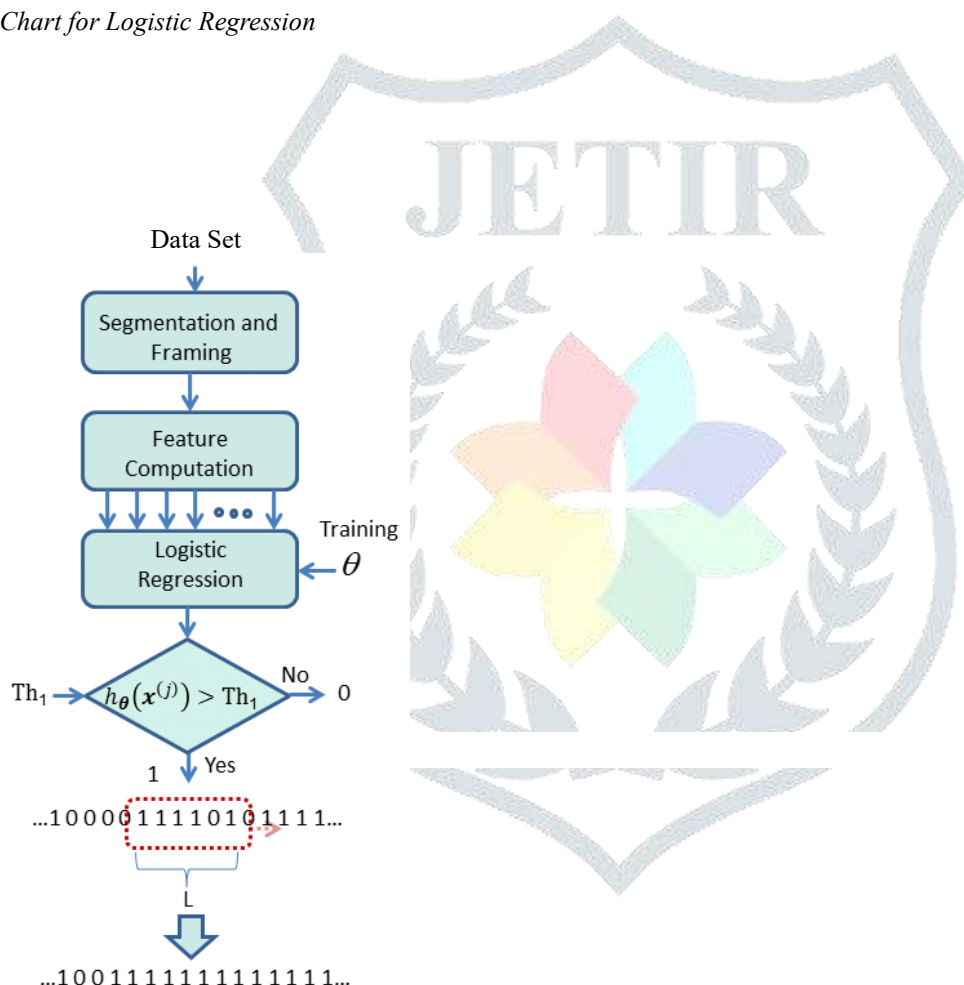 Chart for Logistic Regression
JETIR
Data Set
Segmentation and
Framing
Feature
Computation
Training
θ
Logistic
Regression
Th₁
h_θ(x^(j)) > Th₁
No
0
1
Yes
...1 0 0 0 0 1 1 1 1 0 1 0 1 1 1 1...
L
...1 0 0 1 1 1 1 1 1 1 1 1 1 1 1 1...